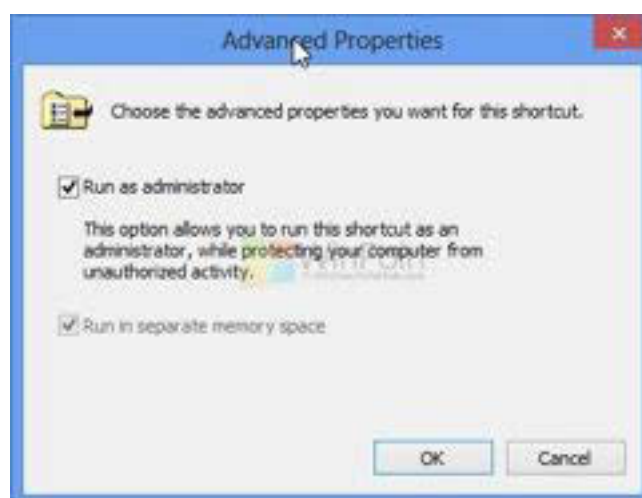 Advanced Properties
Choose the advanced properties you want for this shortcut.
Run as administrator
This option allows you to run this shortcut as an
administrator, while protecting your computer from
unauthorized activity.
WinPoin
Run in separate memory space
OK
Cancel